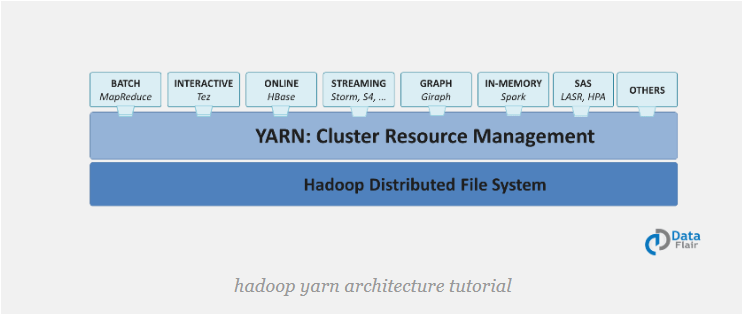 BATCH
MapReduce
INTERACTIVE
Tez
ONLINE
HBase
STREAMING
Storm, S4, ...
GRAPH
Giraph
IN-MEMORY
Spark
SAS
LASR, HPA
OTHERS
YARN: Cluster Resource Management
Hadoop Distributed File System
Data
Flair
hadoop yarn architecture tutorial